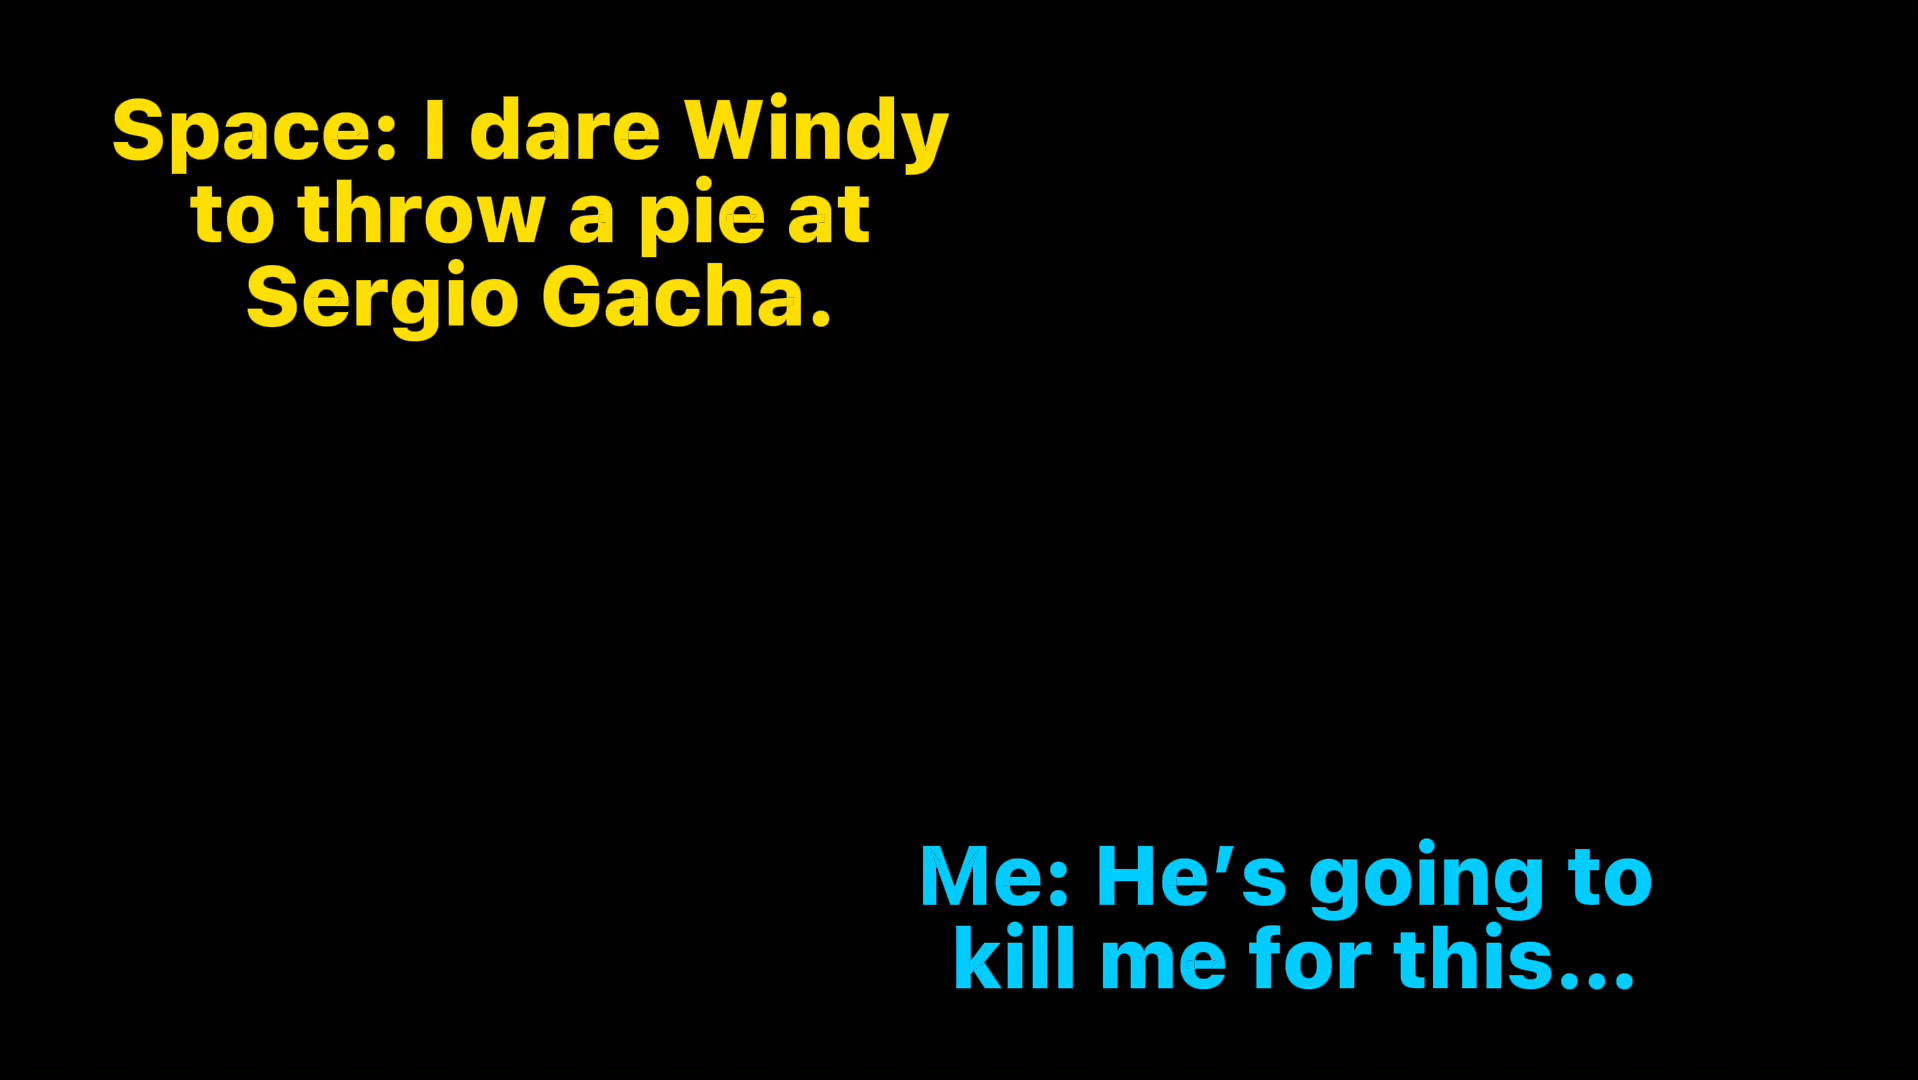 Space: I dare Windy
to throw a pie at
Sergio Gacha.
Me: He’s going to
kill me for this...